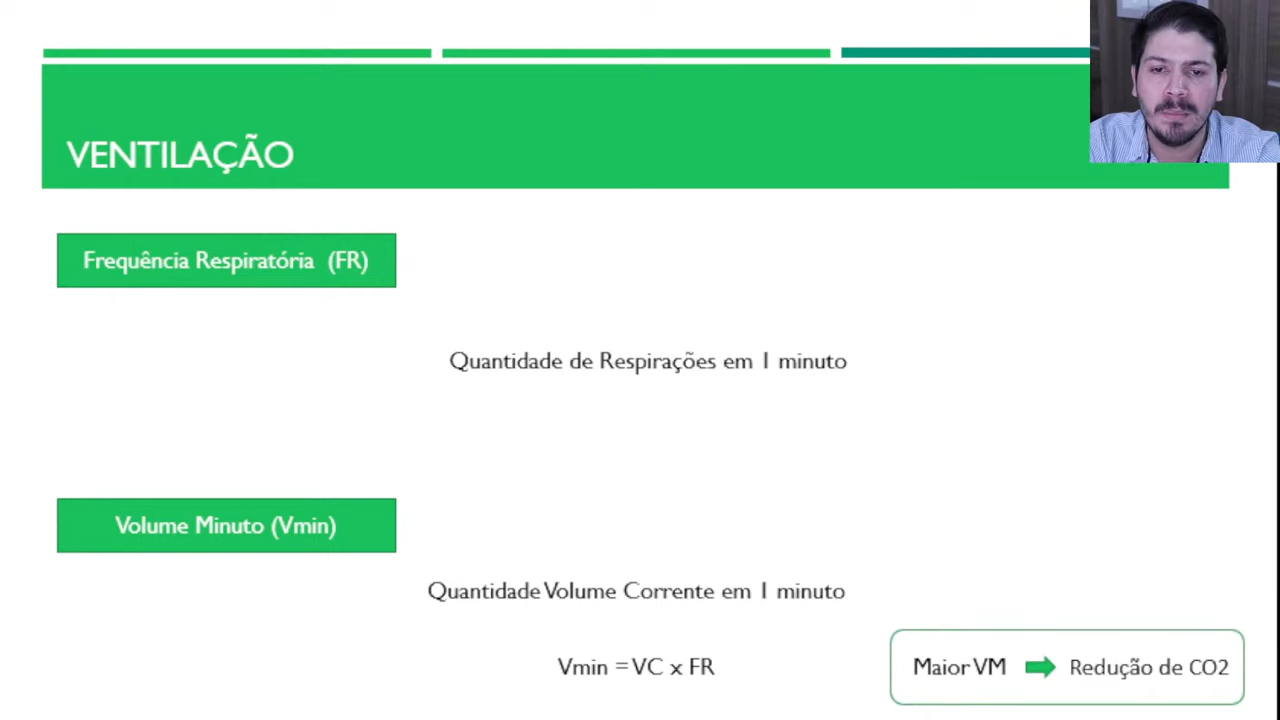 VENTILAÇÃO
Frequência Respiratória (FR)
Quantidade de Respirações em 1 minuto
Volume Minuto (Vmin)
Quantidade Volume Corrente em 1 minuto
Vmin = VC x FR
Maior VM Redução de CO2